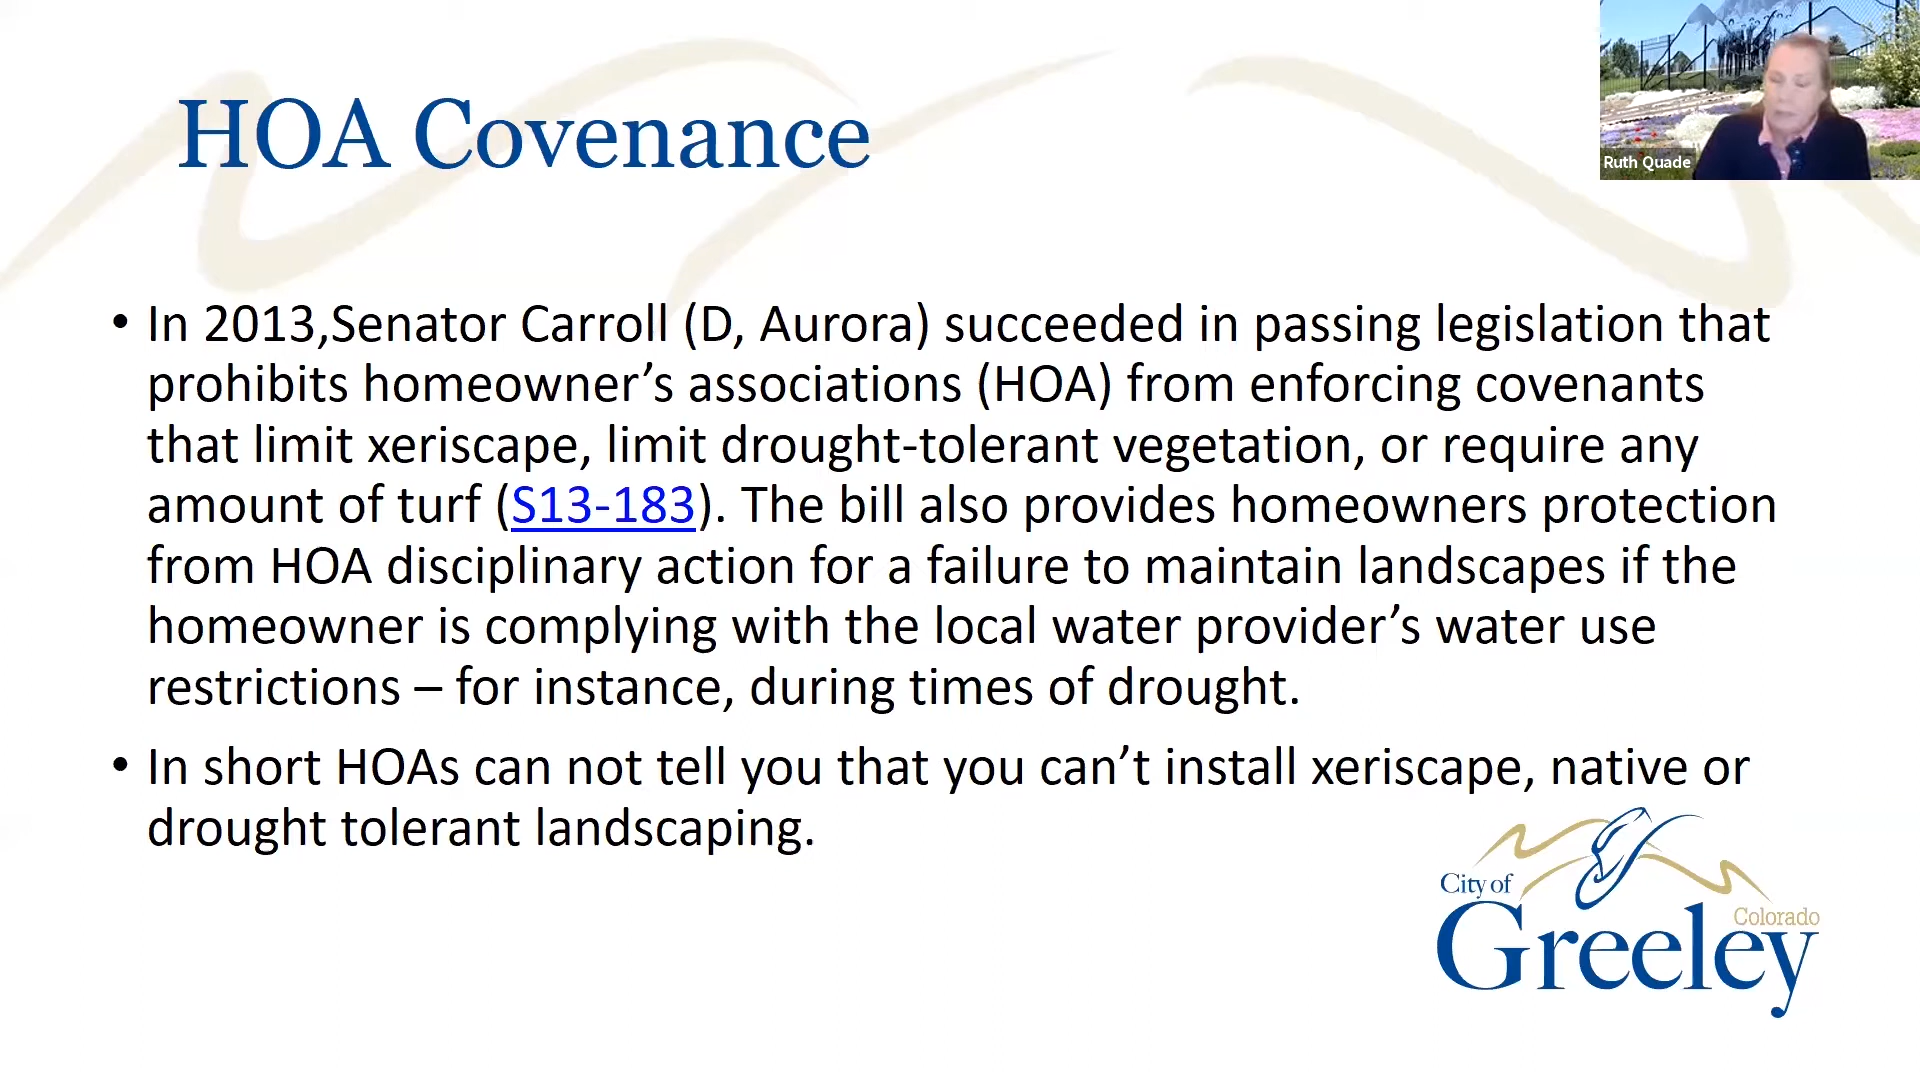 HOA Covenance
Ruth Quade
• In 2013,Senator Carroll (D, Aurora) succeeded in passing legislation that
prohibits homeowner’s associations (HOA) from enforcing covenants
that limit xeriscape, limit drought-tolerant vegetation, or require any
amount of turf (S13-183). The bill also provides homeowners protection
from HOA disciplinary action for a failure to maintain landscapes if the
homeowner is complying with the local water provider’s water use
restrictions – for instance, during times of drought.
• In short HOAs can not tell you that you can’t install xeriscape, native or
drought tolerant landscaping.
City of
Colorado
Greeley